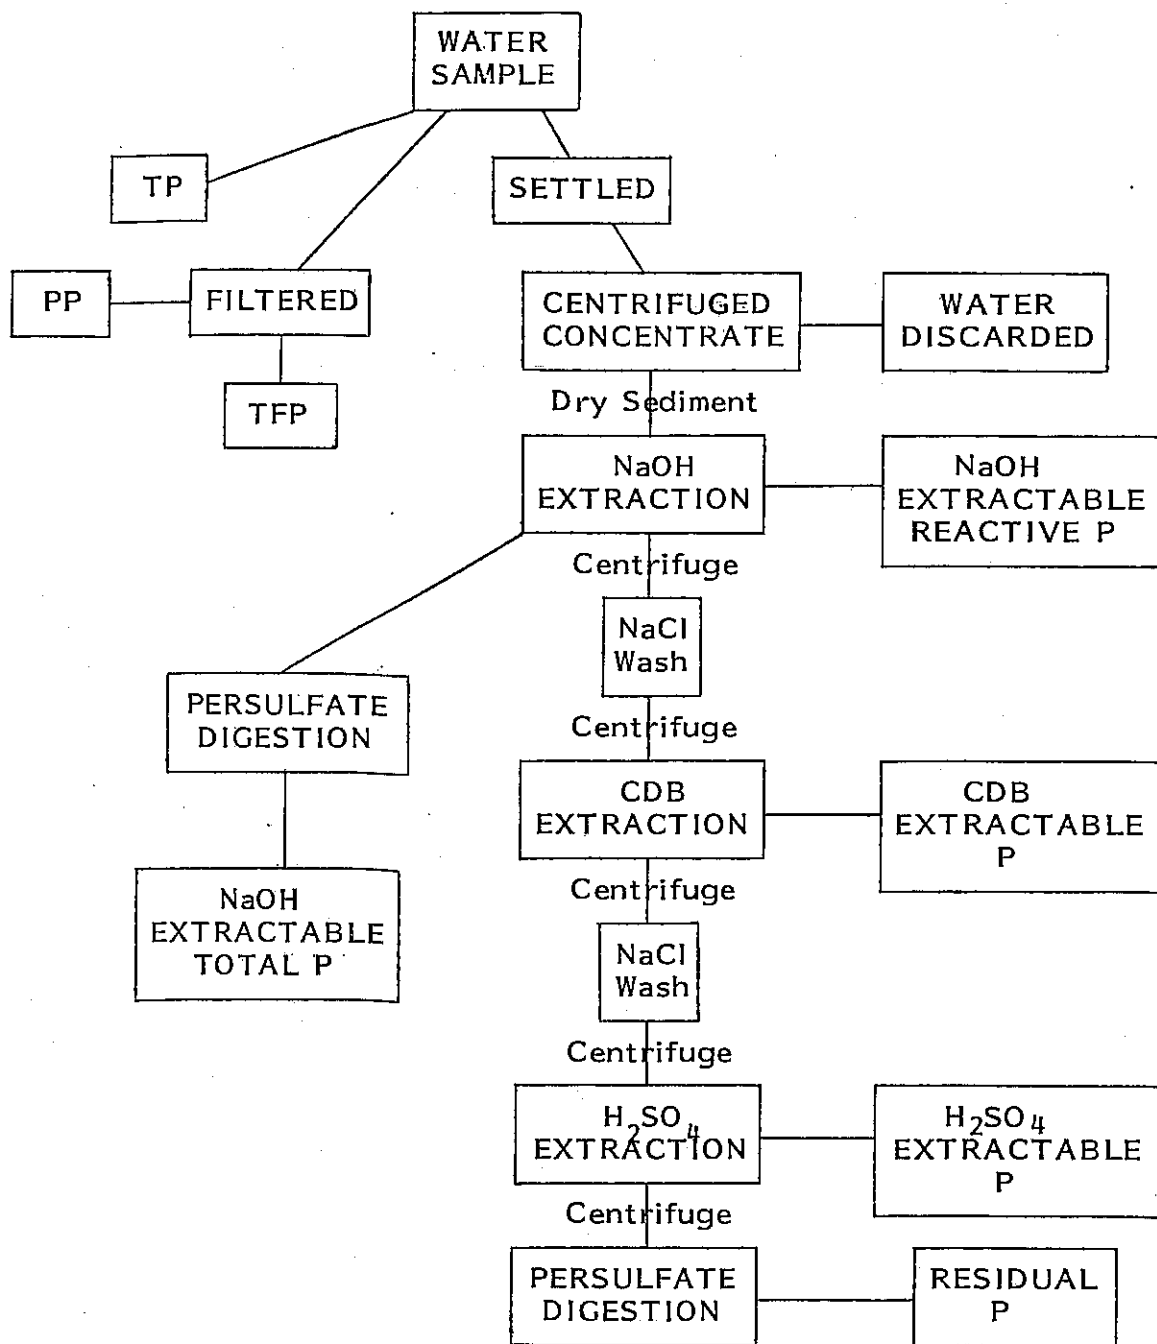 WATER
SAMPLE
TP
SETTLED
PP
FILTERED
CENTRIFUGED
CONCENTRATE
WATER
DISCARDED
TFP
Dry Sediment
NaOH
EXTRACTION
NaOH
EXTRACTABLE
REACTIVE P
Centrifuge
NaCl
Wash
PERSULFATE
DIGESTION
Centrifuge
CDB
EXTRACTION
CDB
EXTRACTABLE
P
NaOH
EXTRACTABLE
TOTAL P
Centrifuge
NaCl
Wash
Centrifuge
H2SO4
EXTRACTION
H2SO4
EXTRACTABLE
P
Centrifuge
PERSULFATE
DIGESTION
RESIDUAL
P